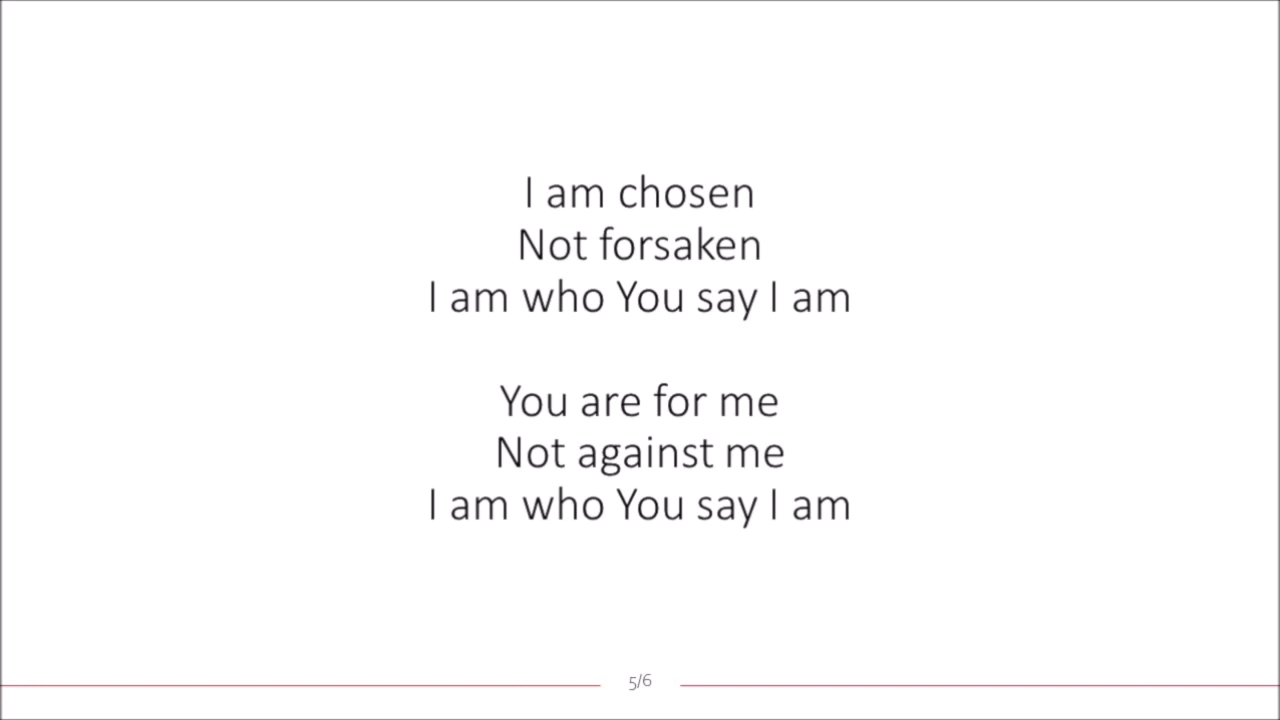 I am chosen
Not forsaken
I am who You say I am
You are for me
Not against me
I am who You say I am
5/6